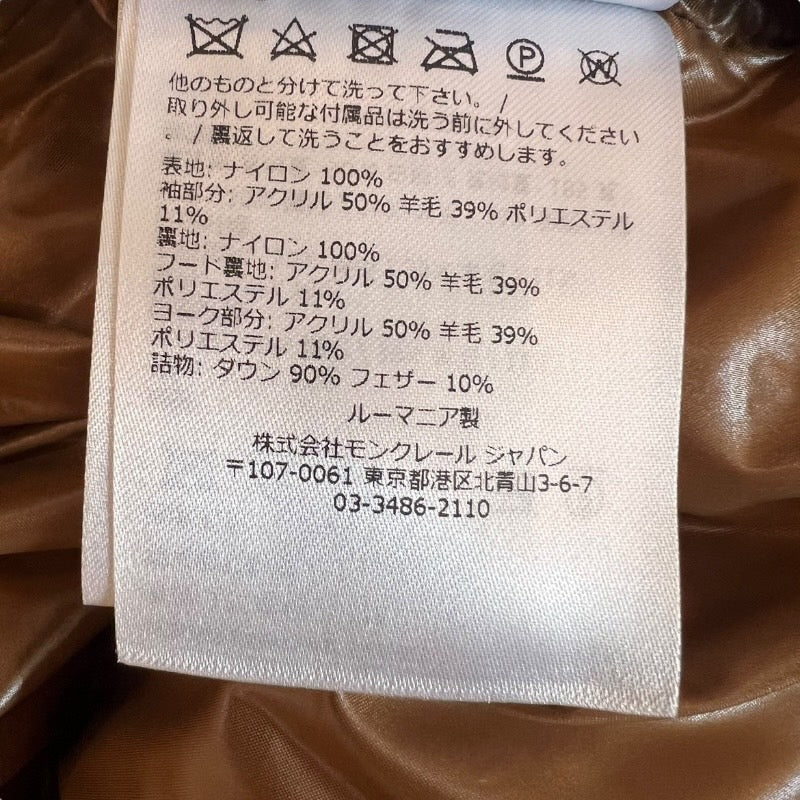 他のものと分けて洗って下さい。 /
取り外し可能な付属品は洗う前に外してください
。 / 裏返して洗うことをおすすめします。
表地: ナイロン 100%
袖部分: アクリル 50% 羊毛 39% ポリエステル
11%
裏地: ナイロン 100%
フード裏地: アクリル 50% 羊毛 39%
ポリエステル 11%
ヨーク部分: アクリル 50% 羊毛 39%
ポリエステル 11%
詰物: ダウン 90% フェザー 10%
ルーマニア製
株式会社モンクレール ジャパン
〒107-0061 東京都港区北青山3-6-7
03-3486-2110